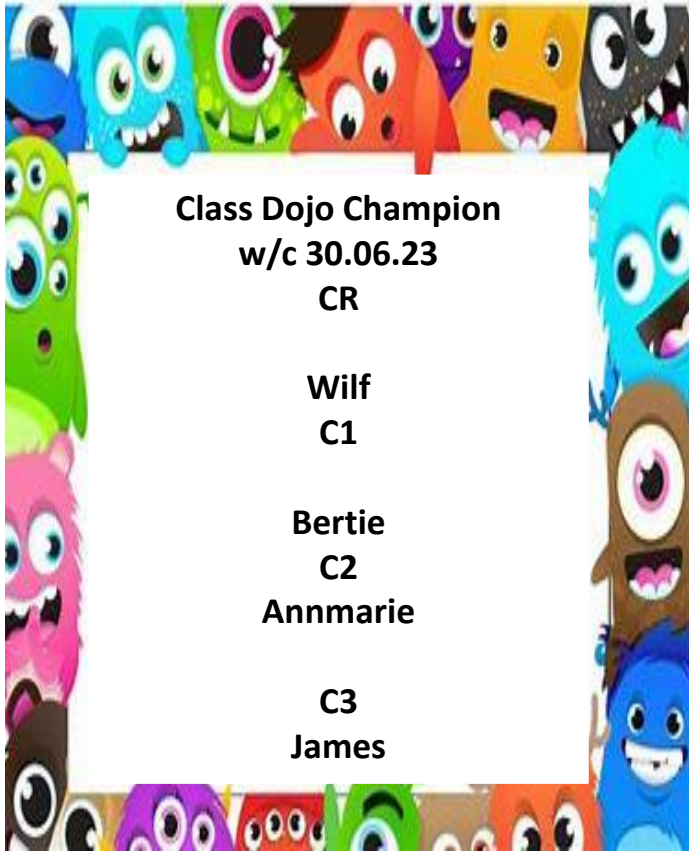 Class Dojo Champion
w/c 30.06.23
CR
Wilf
C1
Bertie
C2
Annmarie
C3
James